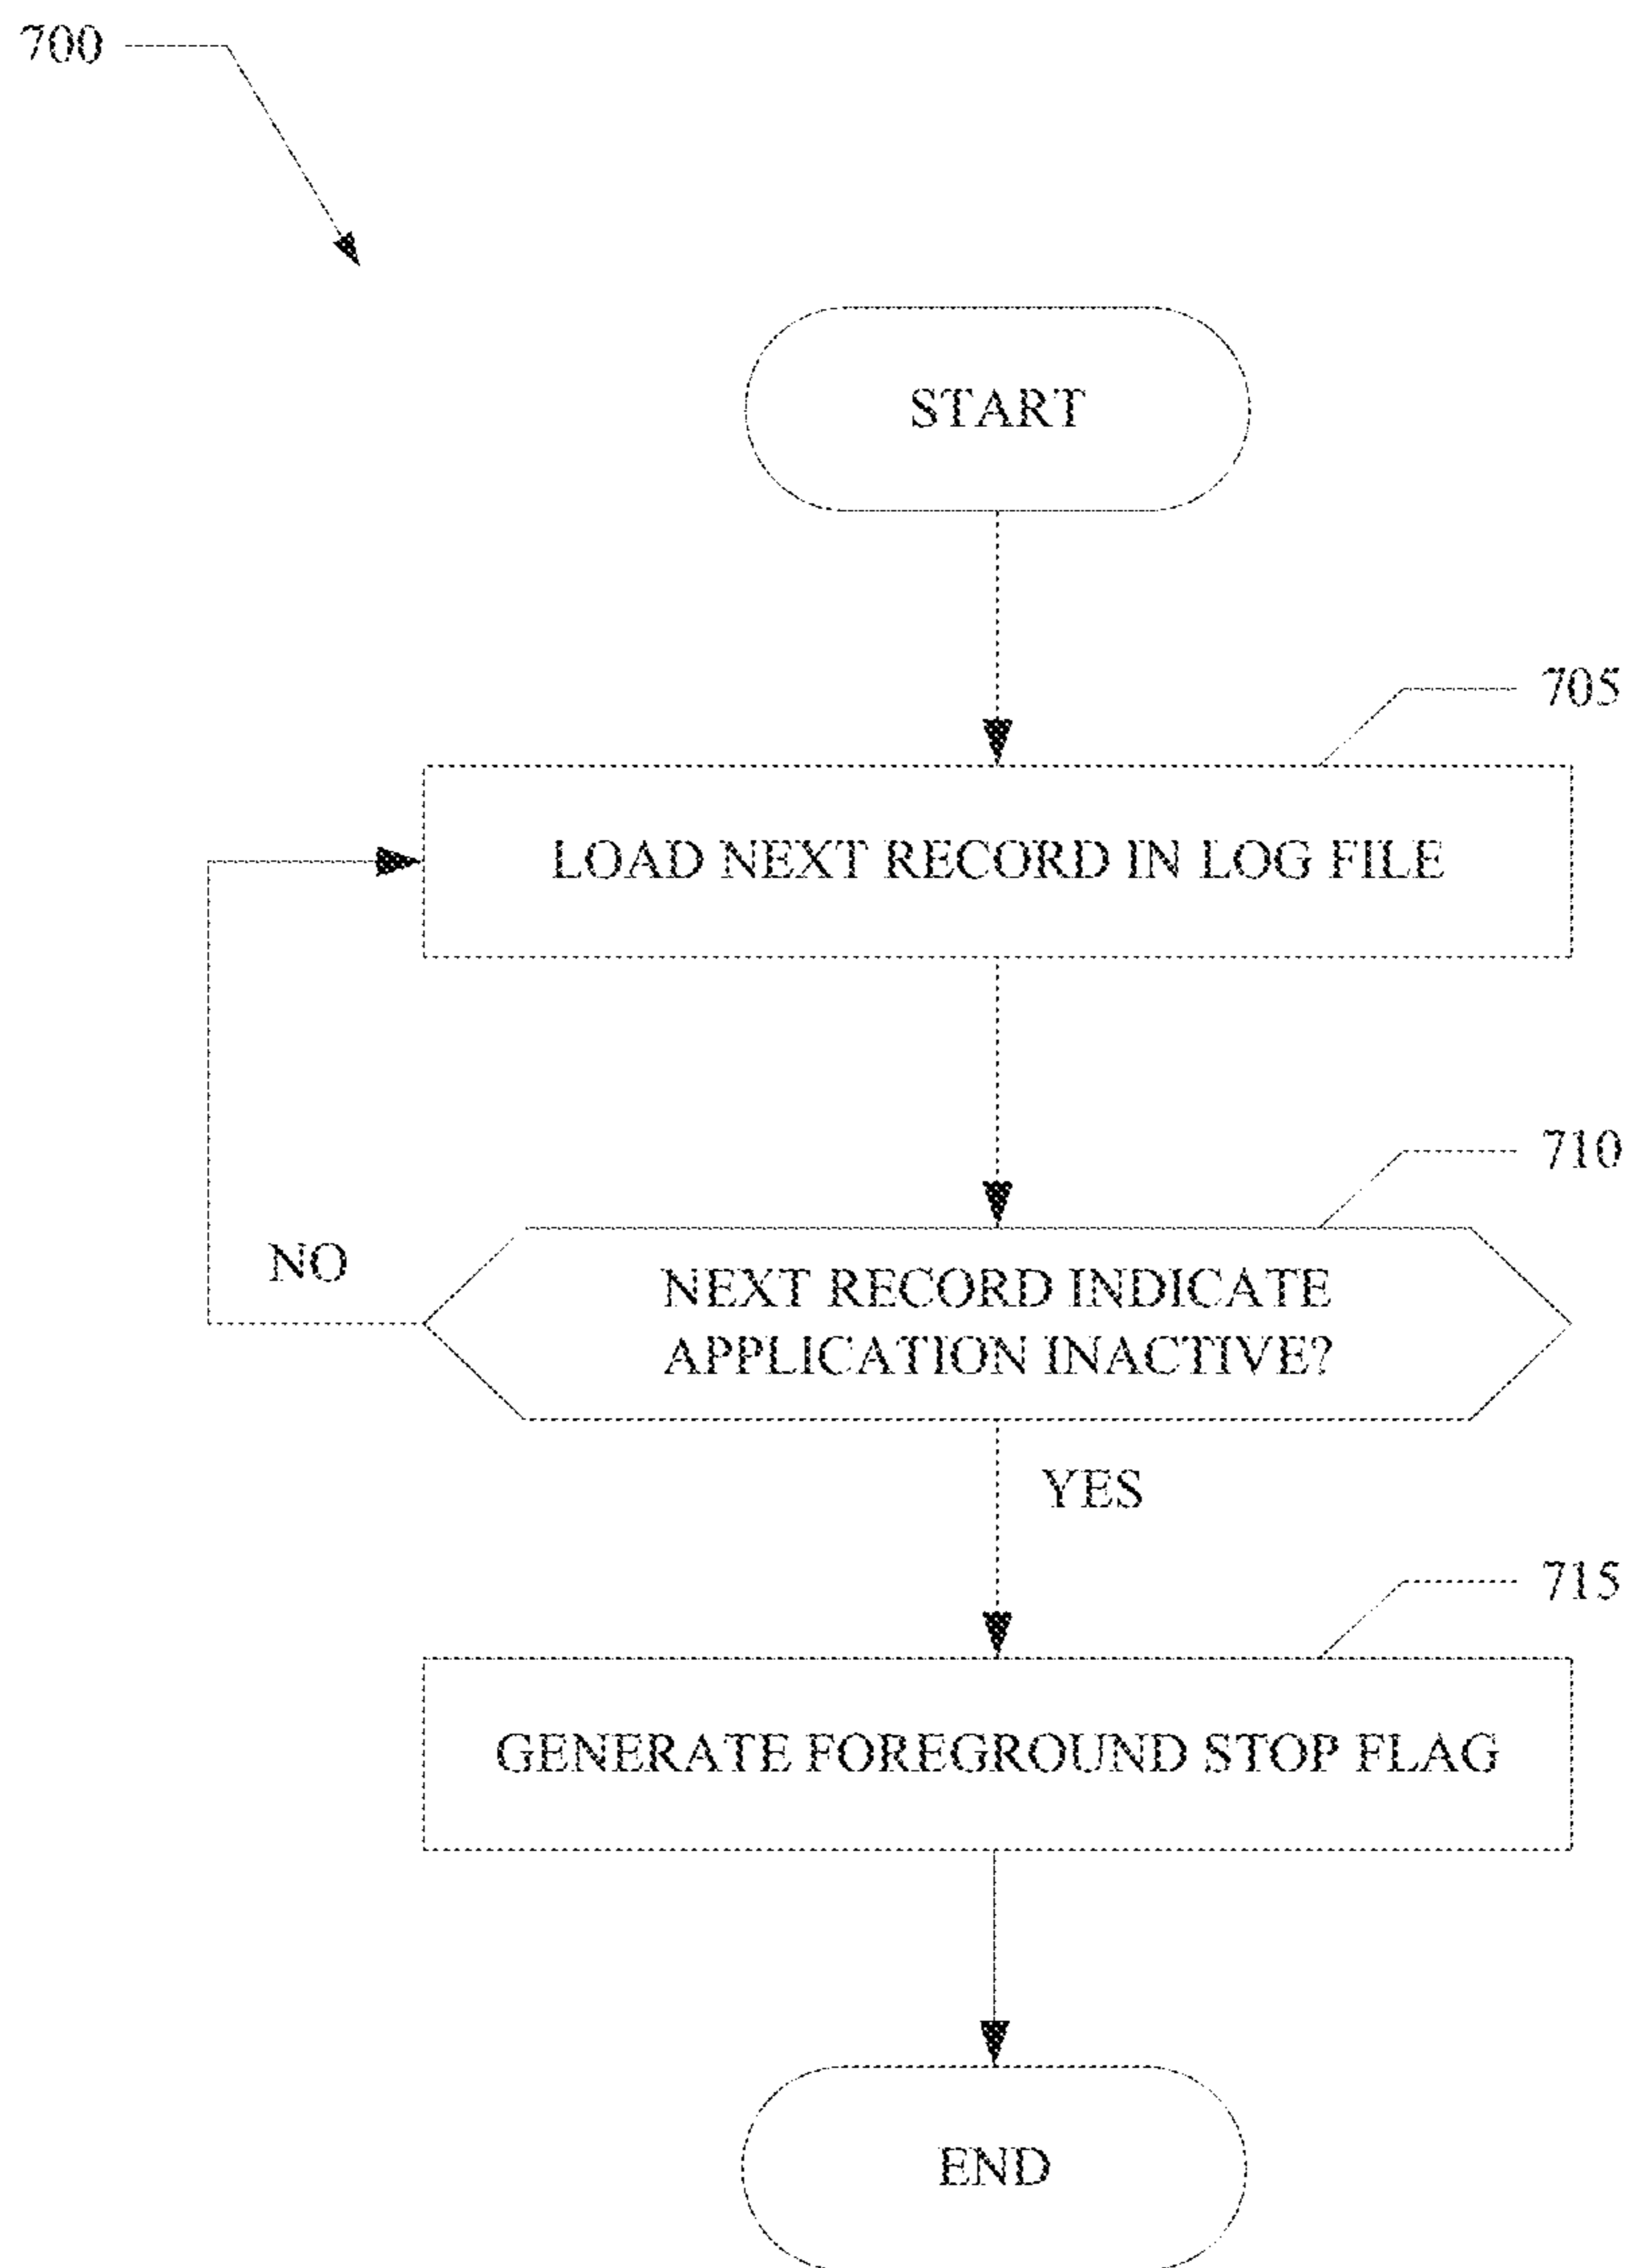 700
START
705
LOAD NEXT RECORD IN LOG FILE
710
NO
NEXT RECORD INDICATE
APPLICATION INACTIVE?
YES
715
GENERATE FOREGROUND STOP FLAG
END